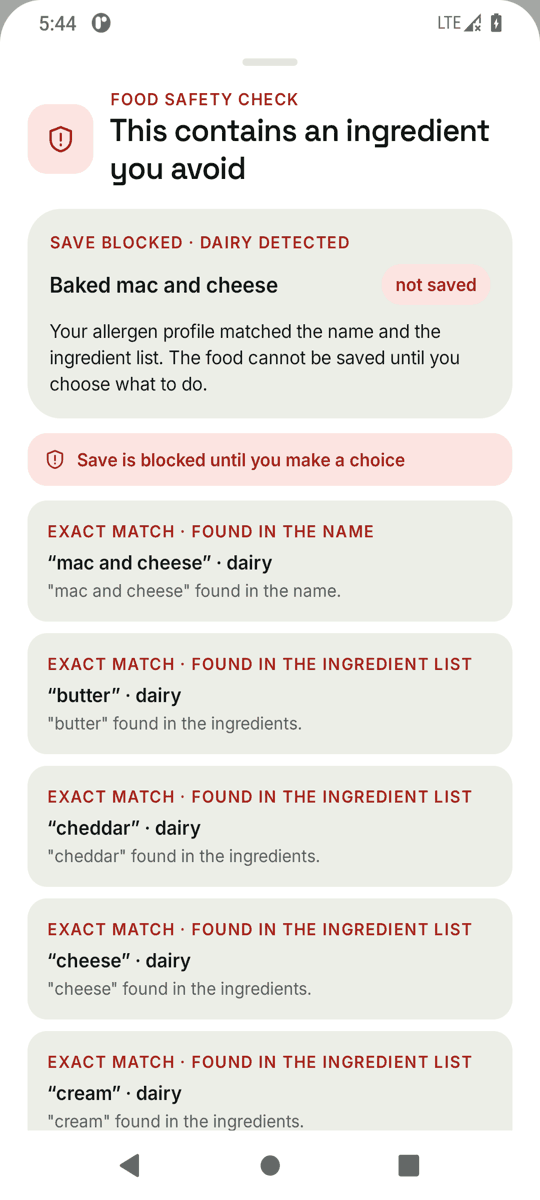 5:44
LTE
FOOD SAFETY CHECK
This contains an ingredient
you avoid
SAVE BLOCKED · DAIRY DETECTED
Baked mac and cheese
not saved
Your allergen profile matched the name and the
ingredient list. The food cannot be saved until you
choose what to do.
Save is blocked until you make a choice
EXACT MATCH · FOUND IN THE NAME
“mac and cheese” · dairy
"mac and cheese" found in the name.
EXACT MATCH · FOUND IN THE INGREDIENT LIST
“butter” · dairy
"butter" found in the ingredients.
EXACT MATCH · FOUND IN THE INGREDIENT LIST
“cheddar” · dairy
"cheddar" found in the ingredients.
EXACT MATCH · FOUND IN THE INGREDIENT LIST
“cheese” · dairy
"cheese" found in the ingredients.
EXACT MATCH · FOUND IN THE INGREDIENT LIST
“cream” · dairy
"cream" found in the ingredients.